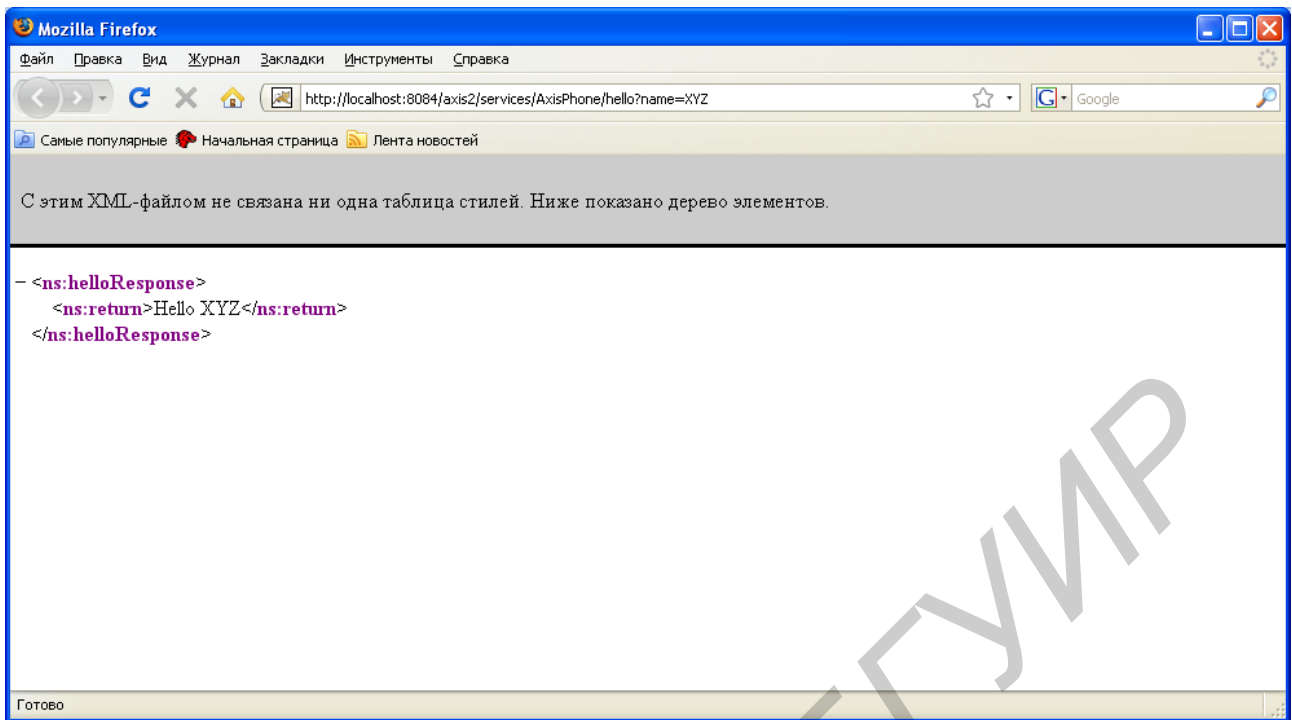 Mozilla Firefox
Файл Правка Вид Журнал Закладки Инструменты Справка
http://localhost:8084/axis2/services/AxisPhone/hello?name=XYZ
G Google
Самые популярные Начальная страница Лента новостей
С этим XML-файлом не связана ни одна таблица стилей. Ниже показано дерево элементов.
− <ns:helloResponse>
<ns:return>Hello XYZ</ns:return>
</ns:helloResponse>
ГУИР
Готово